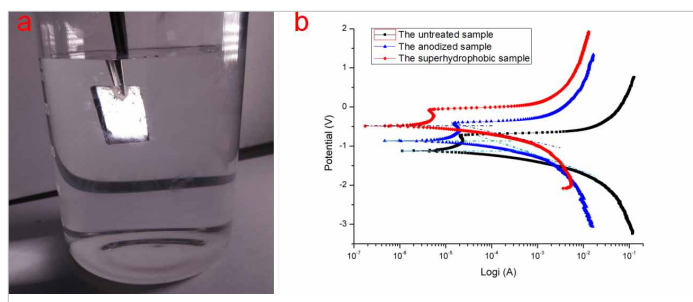 a
b
The untreated sample
The anodized sample
The superhydrophobic sample
Potential (V)
2
1
0
-1
-2
-3
10-7
10-6
10-5
10-4
10-3
10-2
10-1
Logi (A)